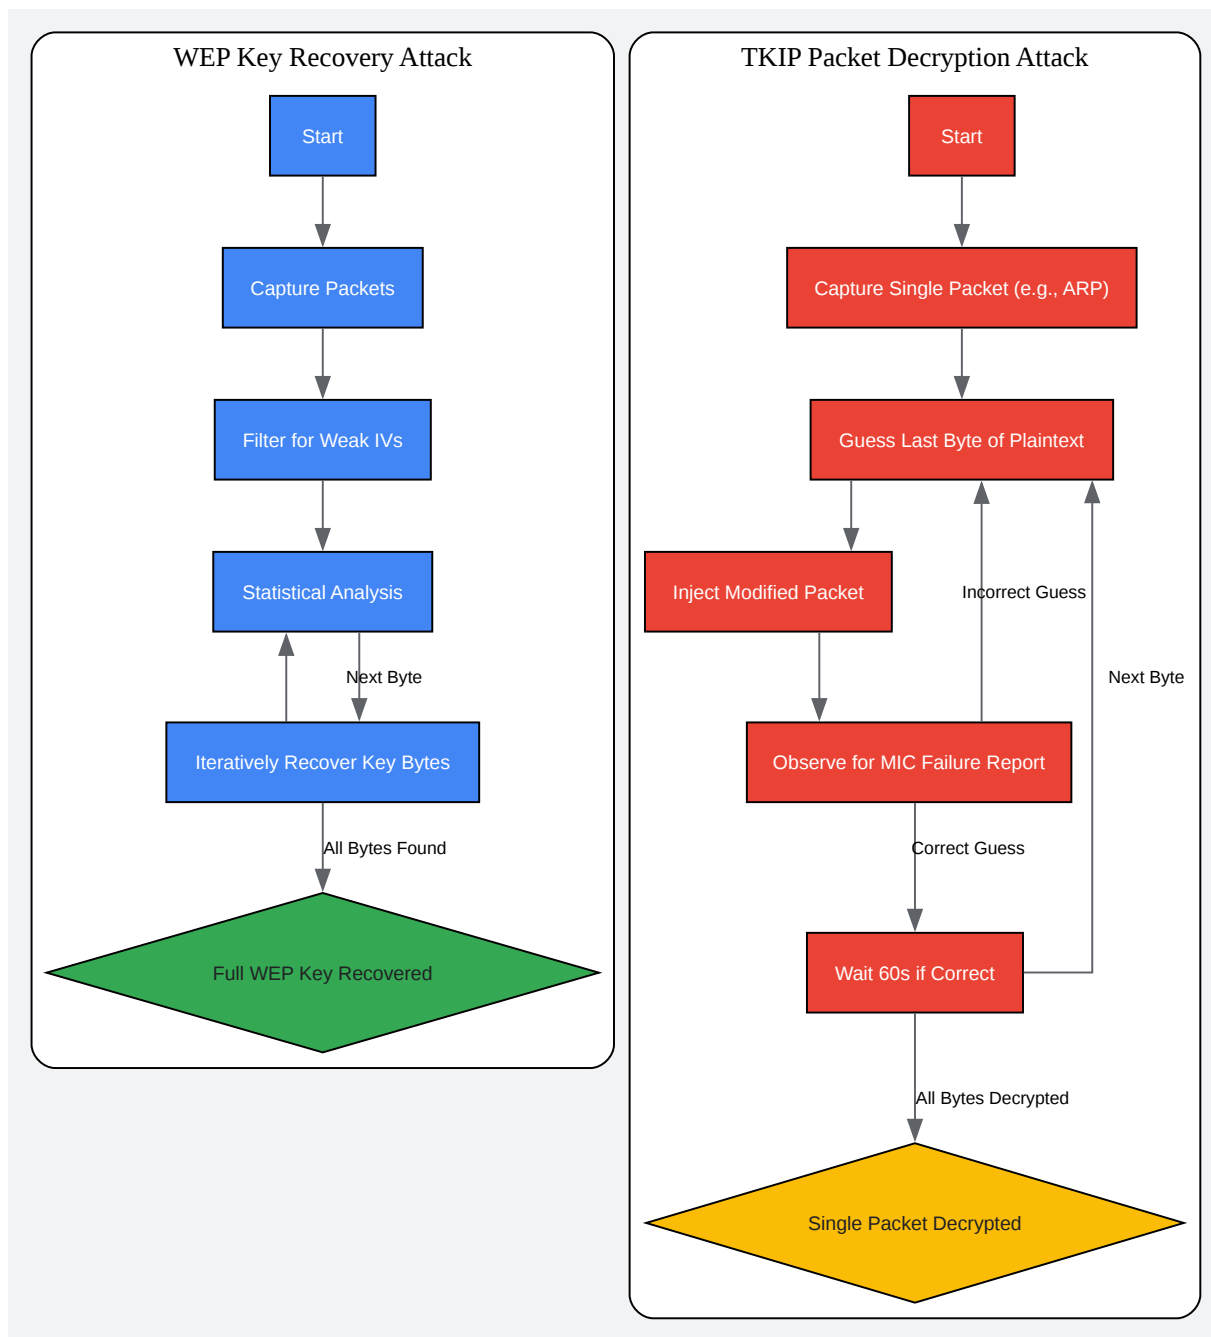 WEP Key Recovery Attack
Start
Capture Packets
Filter for Weak IVs
Statistical Analysis
Next Byte
Iteratively Recover Key Bytes
All Bytes Found
Full WEP Key Recovered
TKIP Packet Decryption Attack
Start
Capture Single Packet (e.g., ARP)
Guess Last Byte of Plaintext
Inject Modified Packet
Incorrect Guess
Next Byte
Observe for MIC Failure Report
Correct Guess
Wait 60s if Correct
All Bytes Decrypted
Single Packet Decrypted